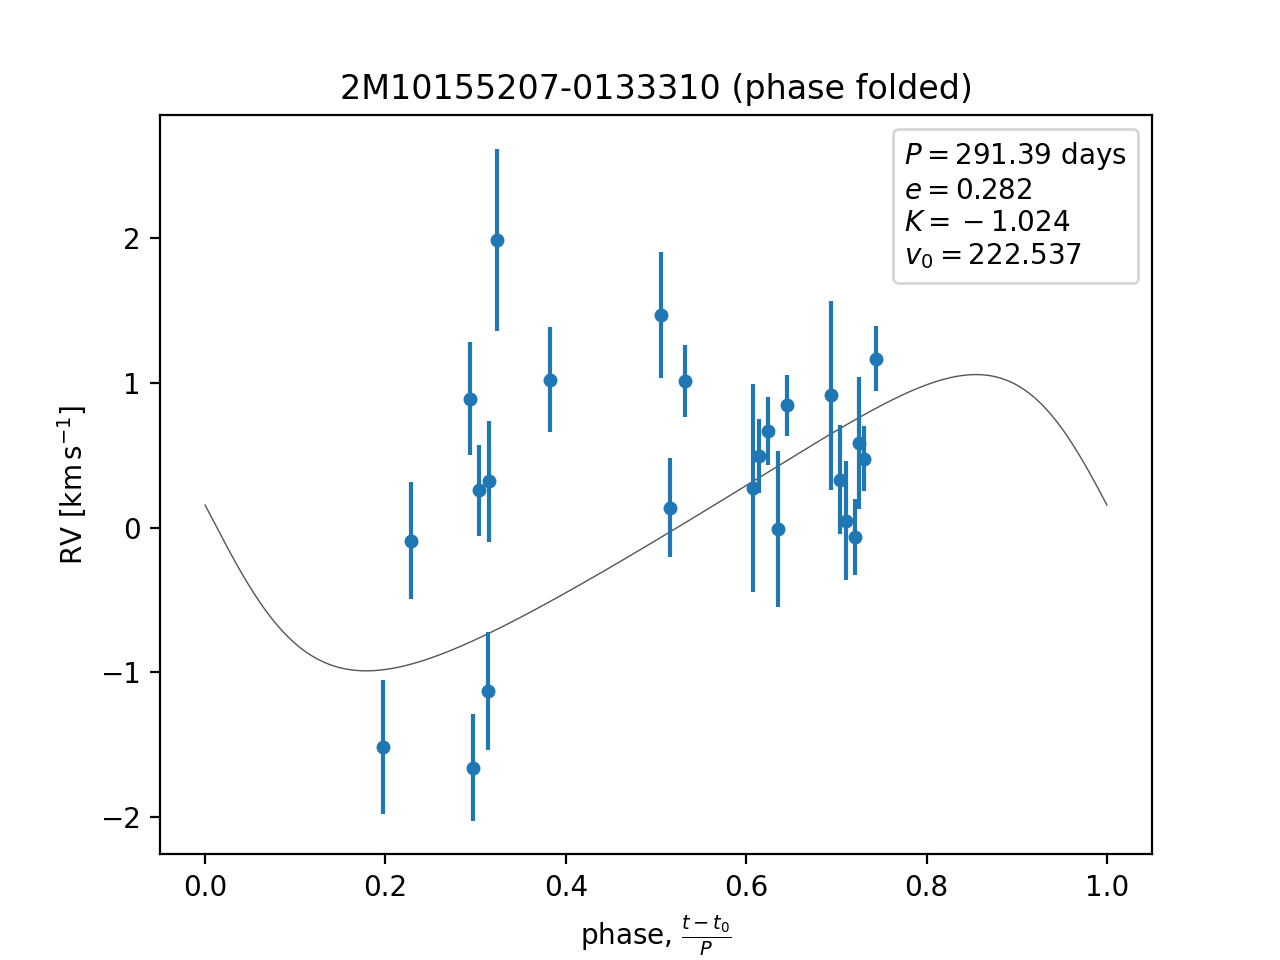 2M10155207-0133310 (phase folded)
P = 291.39 days
e = 0.282
K = −1.024
v₀ = 222.537
RV [km s⁻¹]
2
1
0
−1
−2
0.0 0.2 0.4 0.6 0.8 1.0
phase, (t − t₀)/P